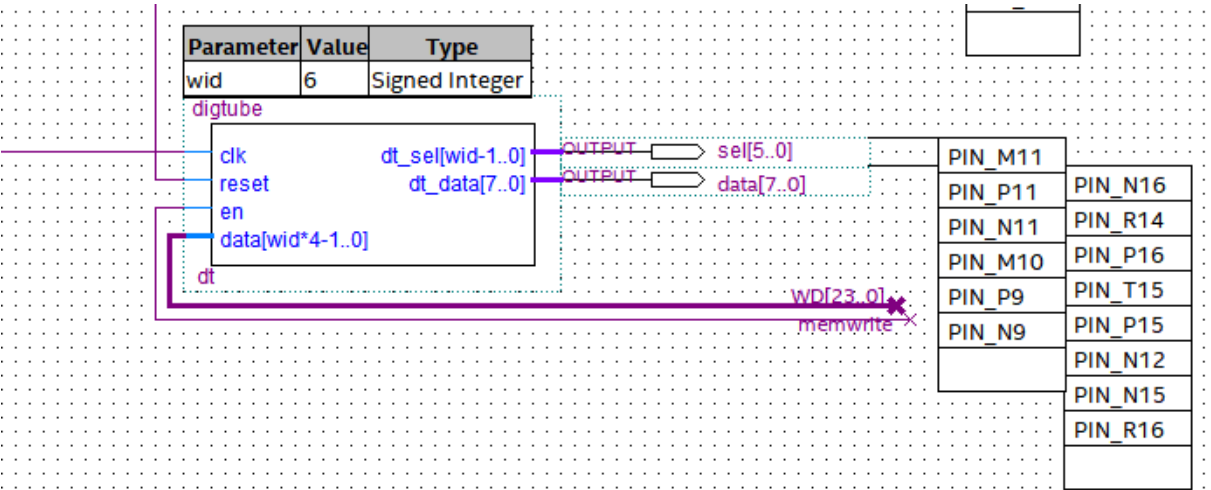 Parameter Value Type
wid 6 Signed Integer
digtube
clk dt_sel[wid-1..0] OUTPUT sel[5..0]
reset dt_data[7..0] OUTPUT data[7..0]
en
data[wid*4-1..0]
dt
WD[23..0]
memwrite
PIN_M11
PIN_P11
PIN_N11
PIN_M10
PIN_P9
PIN_N9
PIN_N16
PIN_R14
PIN_P16
PIN_T15
PIN_P15
PIN_N12
PIN_N15
PIN_R16